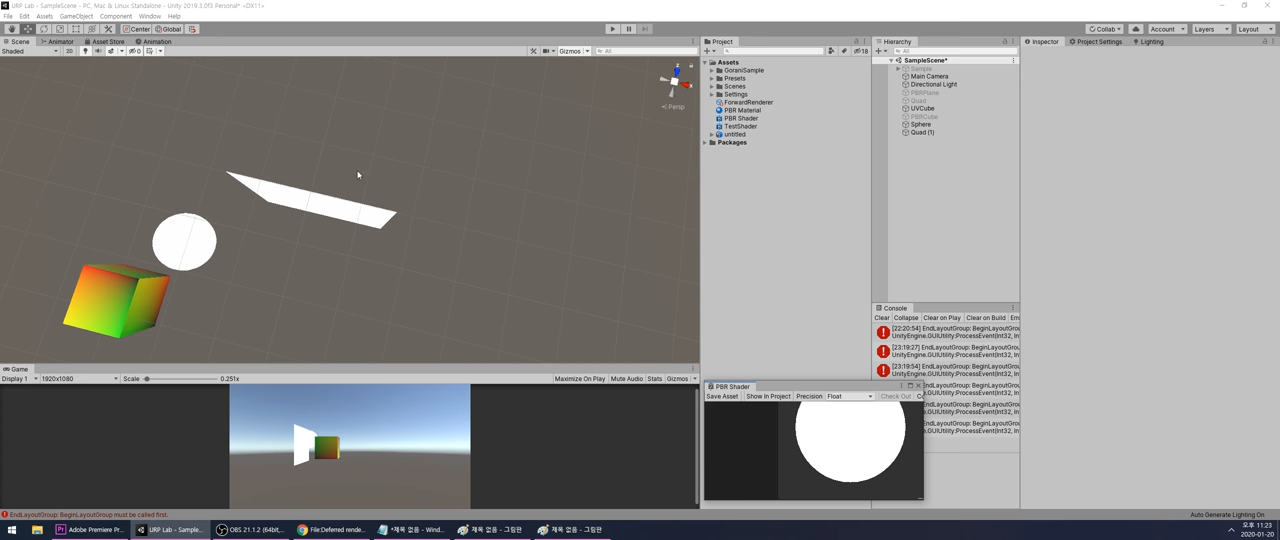 URP Lab - SampleScene - PC, Mac & Linux Standalone - Unity 2019.3.0f3 Personal* <DX11>
File Edit Assets GameObject Component Window Help
Center Global
Collab Account Layers Layout
Scene Animator Asset Store Animation
Shaded 2D Gizmos All
Persp
Project
18
Assets
GoraniSample
Presets
Scenes
Settings
ForwardRenderer
PBR Material
PBR Shader
TestShader
untitled
Packages
Hierarchy
All
SampleScene*
Sample
Main Camera
Directional Light
PBRPlane
Quad
UVCube
PBRCube
Sphere
Quad (1)
Inspector Project Settings Lighting
Console
Clear Collapse Clear on Play Clear on Build
[22:20:54] EndLayoutGroup: BeginLayoutGrou
UnityEngine.GUIUtility:ProcessEvent(Int32, In
[23:19:27] EndLayoutGroup: BeginLayoutGrou
UnityEngine.GUIUtility:ProcessEvent(Int32, In
[23:19:54] EndLayoutGroup: BeginLayoutGrou
UnityEngine.GUIUtility:ProcessEvent(Int32, In
PBR Shader
Save Asset Show In Project Precision Float Check Out
Game
Display 1 1920x1080 Scale 0.251x Maximize On Play Mute Audio Stats Gizmos
EndLayoutGroup: BeginLayoutGroup must be called first.
Auto Generate Lighting On
Adobe Premiere Pr... URP Lab - Sample... OBS 21.1.2 (64bit,... File:Deferred rende... *제목 없음 - Wind... 제목 없음 - 그림판 제목 없음 - 그림판
오후 11:23
2020-01-20